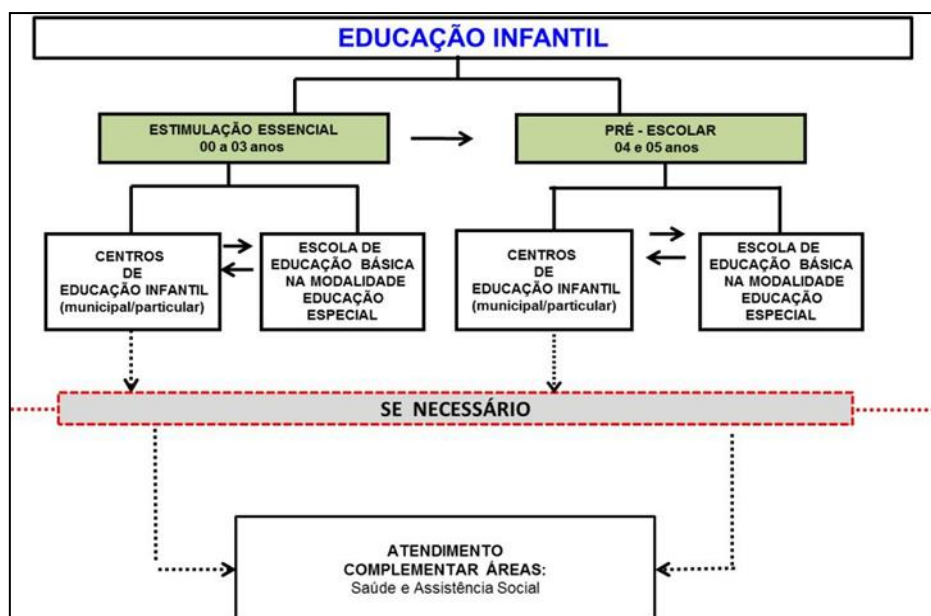 EDUCAÇÃO INFANTIL
ESTIMULAÇÃO ESSENCIAL
00 a 03 anos
PRÉ - ESCOLAR
04 e 05 anos
CENTROS
DE
EDUCAÇÃO INFANTIL
(municipal/particular)
ESCOLA DE
EDUCAÇÃO BÁSICA
NA MODALIDADE
EDUCAÇÃO
ESPECIAL
CENTROS
DE
EDUCAÇÃO INFANTIL
(municipal/particular)
ESCOLA DE
EDUCAÇÃO BÁSICA
NA MODALIDADE
EDUCAÇÃO
ESPECIAL
SE NECESSÁRIO
ATENDIMENTO
COMPLEMENTAR ÁREAS:
Saúde e Assistência Social